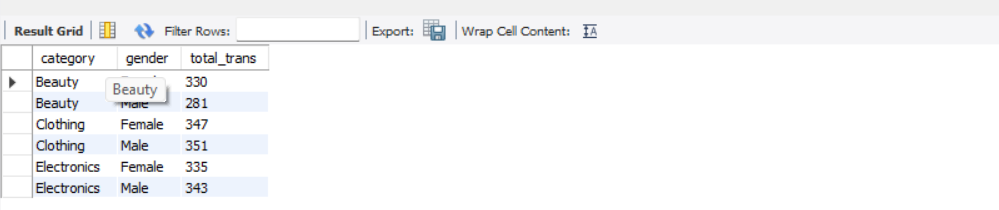 Result Grid Filter Rows: Export: Wrap Cell Content: IA
category gender total_trans
Beauty 330
Beauty
Beauty Male 281
Clothing Female 347
Clothing Male 351
Electronics Female 335
Electronics Male 343